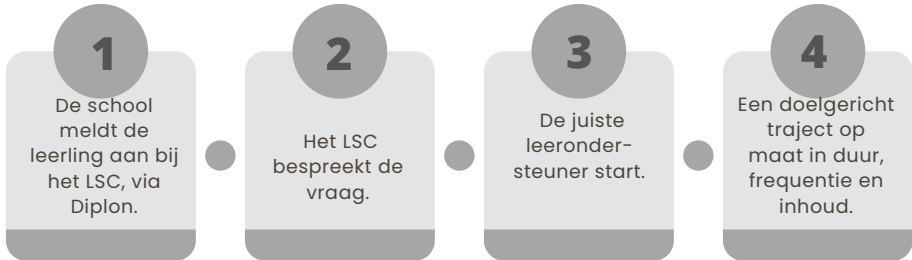 1
De school
meldt de
leerling aan bij
het LSC, via
Diplon.
2
Het LSC
bespreekt de
vraag.
3
De juiste
leeronder-
steuner start.
4
Een doelgericht
traject op
maat in duur,
frequentie en
inhoud.